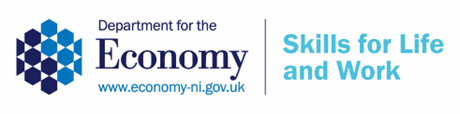 Department for the
Economy
www.economy-ni.gov.uk
Skills for Life
and Work